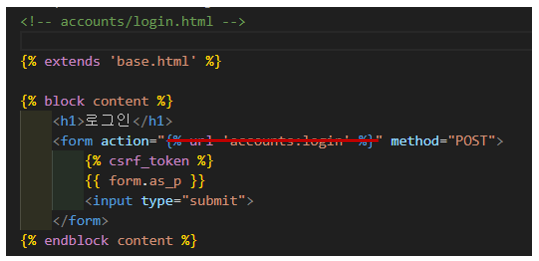 <!-- accounts/login.html -->
{% extends 'base.html' %}
{% block content %}
<h1>로그인</h1>
<form action="{% url 'accounts:login' %}" method="POST">
{% csrf_token %}
{{ form.as_p }}
<input type="submit">
</form>
{% endblock content %}